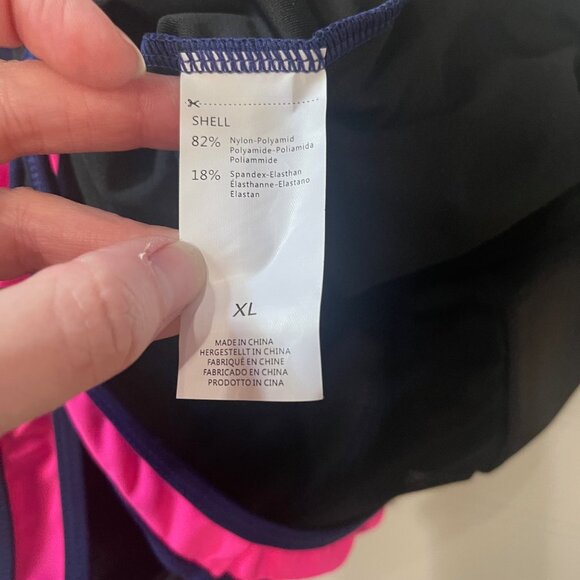 SHELL
82% Nylon-Polyamid
Polyamide-Poliamida
Poliammide
18% Spandex-Elasthan
Élasthanne-Elastano
Elastan
XL
MADE IN CHINA
HERGESTELLT IN CHINA
FABRIQUÉ EN CHINE
FABRICADO EN CHINA
PRODOTTO IN CINA